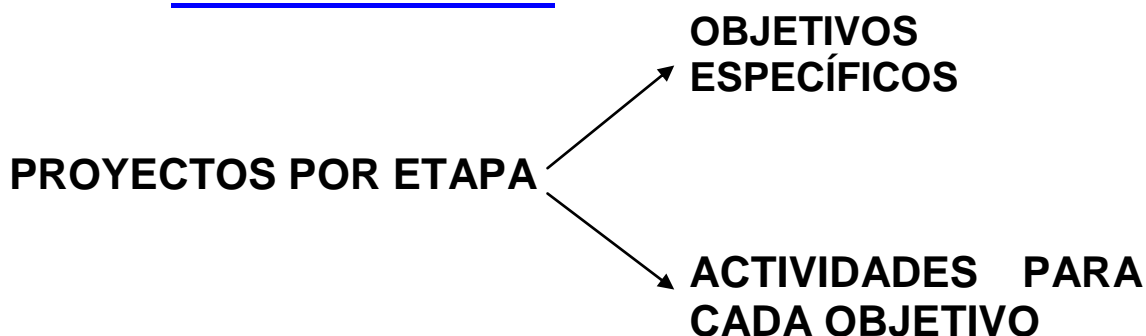 OBJETIVOS
ESPECÍFICOS
PROYECTOS POR ETAPA
ACTIVIDADES PARA
CADA OBJETIVO